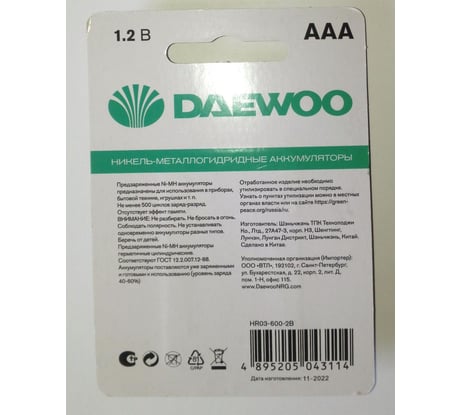 1.2 В
AAA
DAEWOO
НИКЕЛЬ-МЕТАЛЛОГИДРИДНЫЕ АККУМУЛЯТОРЫ
Предзаряженные Ni-MH аккумуляторы
предназначены для использования в приборах,
бытовой технике, игрушках и т. п.
Не менее 500 циклов заряд-разряд.
Отсутствует эффект памяти.
ВНИМАНИЕ: Не разбирать. Не бросать в огонь.
Соблюдать полярность. Не устанавливать
одновременно аккумуляторы разных типов.
Беречь от детей.
Предзаряженные Ni-MH аккумуляторы
герметичные цилиндрические.
Соответствуют ГОСТ 12.2.007.12-88.
Аккумуляторы поставляются уже заряженными
и готовыми к использованию (уровень заряда
40-60%)
Отработанное изделие необходимо
утилизировать в специальном порядке.
Узнать о пунктах утилизации можно в местных
органах власти или на сайте https://green-
peace.org/russia/ru.
Изготовитель: Шэньчжэнь ТПК Технолоджи
Ко., Лтд., 27А47-3, корп. Н3, Шенгтинг,
Лунчан, Лунган Дистрикт, Шэньчжэнь, Китай.
Сделано в Китае.
Уполномоченная организация (Импортер):
ООО «ВТЛ», 192102, г. Санкт-Петербург,
ул. Бухарестская, д. 22, корп. 2, лит. Д,
пом. 1-Н, офис 115.
www.DaewooNRG.com
HR03-600-2B
4 895205 043114
Дата изготовления: 11-2022